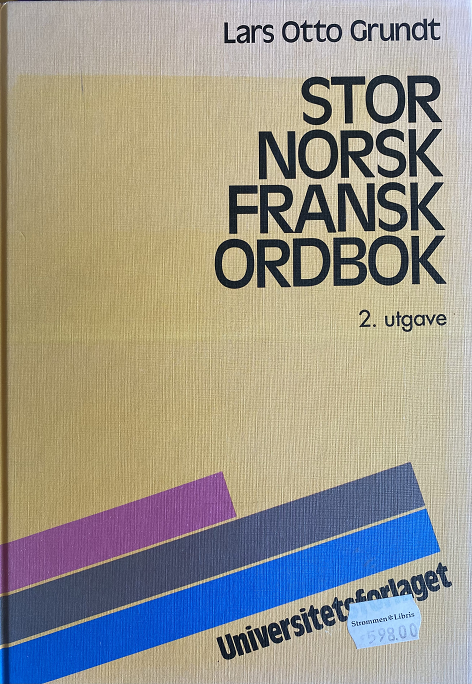 Lars Otto Grundt
STOR
NORSK
FRANSK
ORDBOK
2. utgave
Universitetsforlaget
Strømmen Libris
598.00